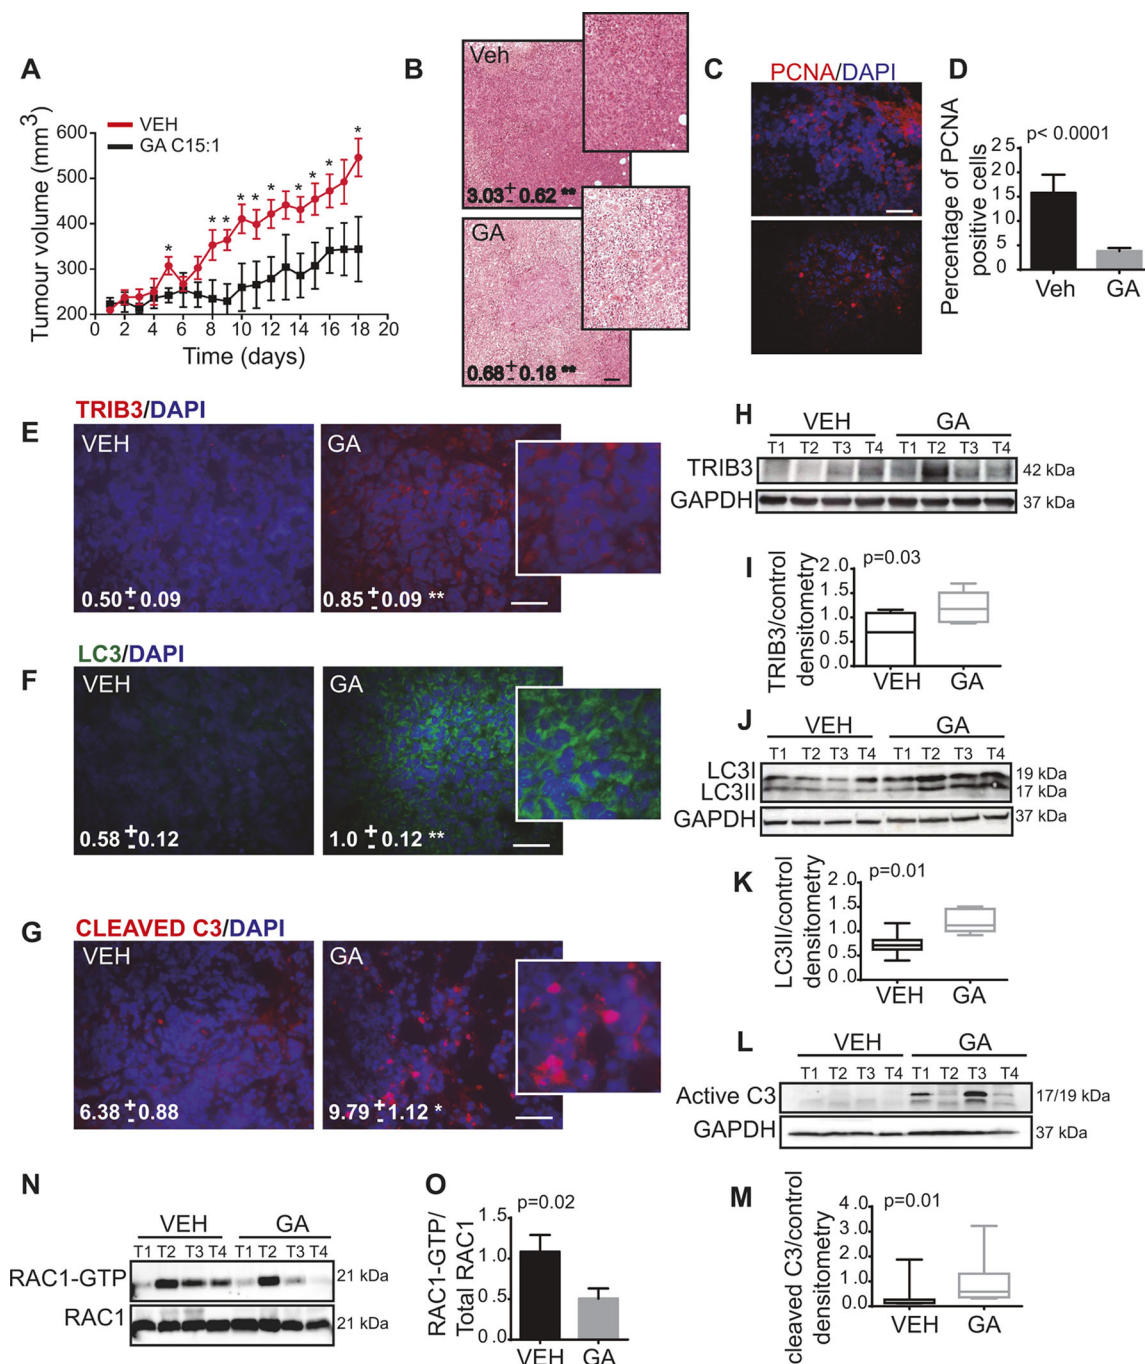 A
VEH
GA C15:1
Tumour volume (mm3)
600
500
400
300
200
0 2 4 6 8 10 12 14 16 18 20
Time (days)
* * * * * * * * * *
B
Veh
3.03 ± 0.62 **
GA
0.68 ± 0.18 **
C
PCNA/DAPI
D
p< 0.0001
Percentage of PCNA
positive cells
25
20
15
10
5
0
Veh GA
TRIB3/DAPI
E
VEH
0.50 ± 0.09
GA
0.85 ± 0.09 **
LC3/DAPI
F
VEH
0.58 ± 0.12
GA
1.0 ± 0.12 **
CLEAVED C3/DAPI
G
VEH
6.38 ± 0.88
GA
9.79 ± 1.12 *
H
VEH GA
T1 T2 T3 T4 T1 T2 T3 T4
TRIB3 42 kDa
GAPDH 37 kDa
I
p=0.03
TRIB3/control
densitometry
2.0
1.5
1.0
0.5
0.0
VEH GA
J
VEH GA
T1 T2 T3 T4 T1 T2 T3 T4
LC3I 19 kDa
LC3II 17 kDa
GAPDH 37 kDa
K
p=0.01
LC3II/control
densitometry
2.0
1.5
1.0
0.5
0.0
VEH GA
L
VEH GA
T1 T2 T3 T4 T1 T2 T3 T4
Active C3 17/19 kDa
GAPDH 37 kDa
M
p=0.01
cleaved C3/control
densitometry
4.0
3.0
2.0
1.0
0.0
VEH GA
N
VEH GA
T1 T2 T3 T4 T1 T2 T3 T4
RAC1-GTP 21 kDa
RAC1 21 kDa
O
p=0.02
RAC1-GTP/
Total RAC1
1.5
1.0
0.5
0.0
VEH GA